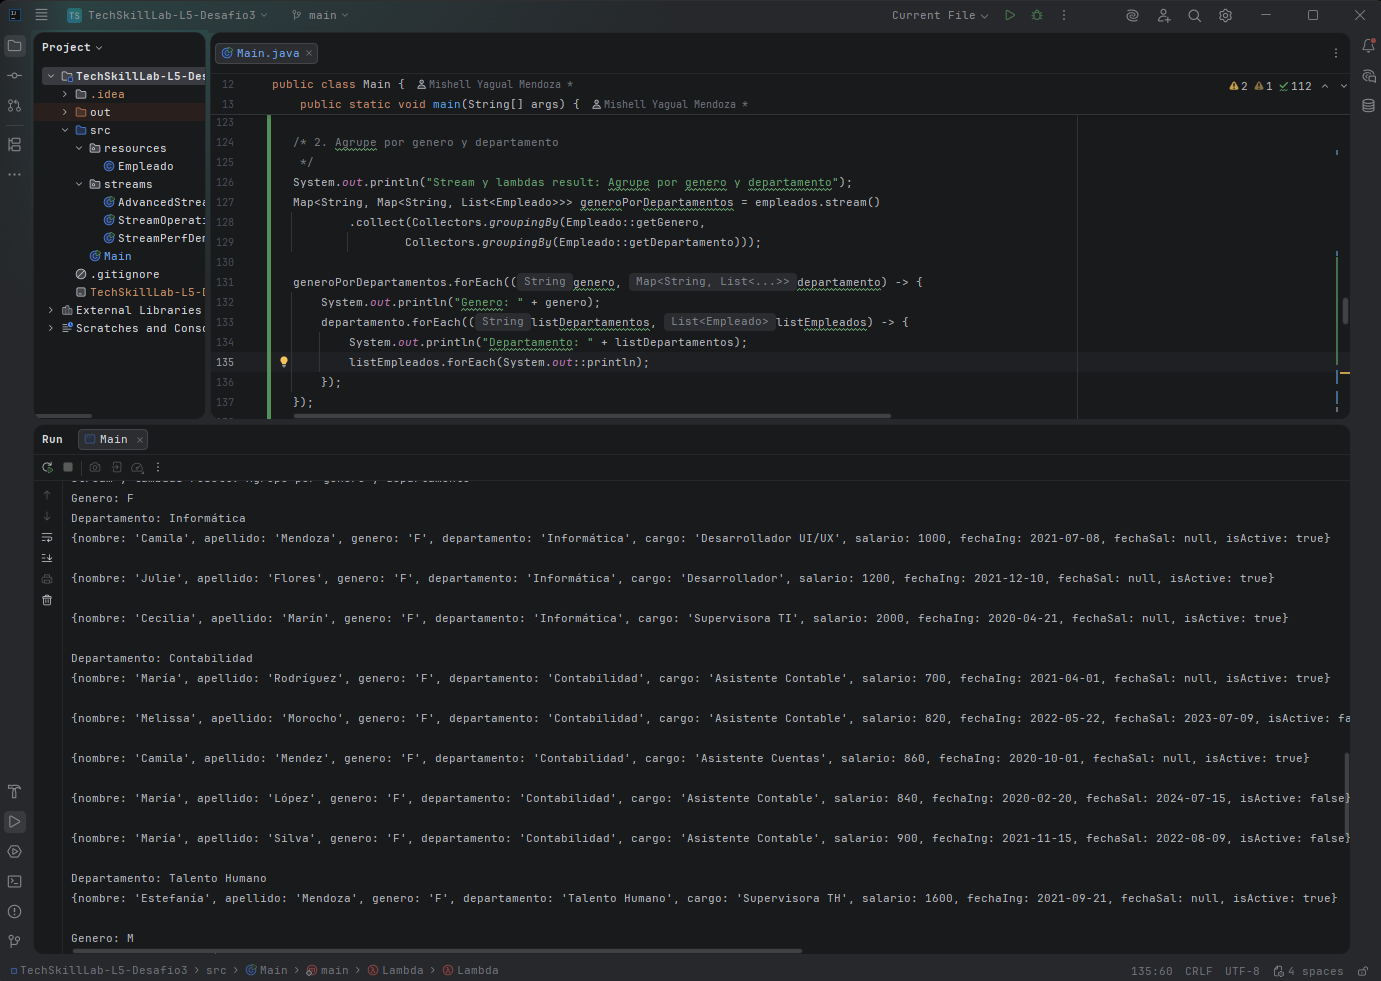 TS TechSkillLab-L5-Desafio3 main Current File
Project
Main.java
TechSkillLab-L5-Des
.idea
out
src
resources
Empleado
streams
AdvancedStrea
StreamOperati
StreamPerfDem
Main
.gitignore
TechSkillLab-L5-D
External Libraries
Scratches and Conso
12 public class Main { Mishell Yagual Mendoza *
2 1 112
13 public static void main(String[] args) { Mishell Yagual Mendoza *
123
124 /* 2. Agrupe por genero y departamento
125 */
126 System.out.println("Stream y lambdas result: Agrupe por genero y departamento");
127 Map<String, Map<String, List<Empleado>>> generoPorDepartamentos = empleados.stream()
128 .collect(Collectors.groupingBy(Empleado::getGenero,
129 Collectors.groupingBy(Empleado::getDepartamento)));
130
131 generoPorDepartamentos.forEach(( String genero, Map<String, List<...>> departamento) -> {
132 System.out.println("Genero: " + genero);
133 departamento.forEach(( String listDepartamentos, List<Empleado> listEmpleados) -> {
134 System.out.println("Departamento: " + listDepartamentos);
135 listEmpleados.forEach(System.out::println);
136 });
137 });
Run Main
Genero: F
Departamento: Informática
{nombre: 'Camila', apellido: 'Mendoza', genero: 'F', departamento: 'Informática', cargo: 'Desarrollador UI/UX', salario: 1000, fechaIng: 2021-07-08, fechaSal: null, isActive: true}
{nombre: 'Julie', apellido: 'Flores', genero: 'F', departamento: 'Informática', cargo: 'Desarrollador', salario: 1200, fechaIng: 2021-12-10, fechaSal: null, isActive: true}
{nombre: 'Cecilia', apellido: 'Marín', genero: 'F', departamento: 'Informática', cargo: 'Supervisora TI', salario: 2000, fechaIng: 2020-04-21, fechaSal: null, isActive: true}
Departamento: Contabilidad
{nombre: 'María', apellido: 'Rodríguez', genero: 'F', departamento: 'Contabilidad', cargo: 'Asistente Contable', salario: 700, fechaIng: 2021-04-01, fechaSal: null, isActive: true}
{nombre: 'Melissa', apellido: 'Morocho', genero: 'F', departamento: 'Contabilidad', cargo: 'Asistente Contable', salario: 820, fechaIng: 2022-05-22, fechaSal: 2023-07-09, isActive: fa
{nombre: 'Camila', apellido: 'Mendez', genero: 'F', departamento: 'Contabilidad', cargo: 'Asistente Cuentas', salario: 860, fechaIng: 2020-10-01, fechaSal: null, isActive: true}
{nombre: 'María', apellido: 'López', genero: 'F', departamento: 'Contabilidad', cargo: 'Asistente Contable', salario: 840, fechaIng: 2020-02-20, fechaSal: 2024-07-15, isActive: false}
{nombre: 'María', apellido: 'Silva', genero: 'F', departamento: 'Contabilidad', cargo: 'Asistente Contable', salario: 900, fechaIng: 2021-11-15, fechaSal: 2022-08-09, isActive: false}
Departamento: Talento Humano
{nombre: 'Estefanía', apellido: 'Mendoza', genero: 'F', departamento: 'Talento Humano', cargo: 'Supervisora TH', salario: 1600, fechaIng: 2021-09-21, fechaSal: null, isActive: true}
Genero: M
TechSkillLab-L5-Desafio3 > src > Main > main > Lambda > Lambda 135:60 CRLF UTF-8 4 spaces